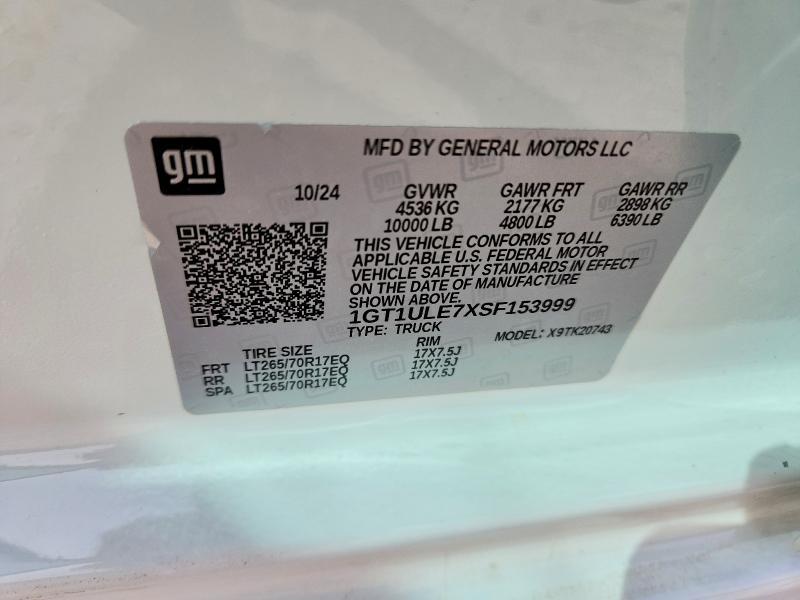 gm
MFD BY GENERAL MOTORS LLC
10/24 GVWR GAWR FRT GAWR RR
4536 KG 2177 KG 2898 KG
10000 LB 4800 LB 6390 LB
THIS VEHICLE CONFORMS TO ALL
APPLICABLE U.S. FEDERAL MOTOR
VEHICLE SAFETY STANDARDS IN EFFECT
ON THE DATE OF MANUFACTURE
SHOWN ABOVE.
1GT1ULE7XSF153999
TYPE: TRUCK MODEL: X9TK20743
TIRE SIZE RIM
FRT LT265/70R17EQ 17X7.5J
RR LT265/70R17EQ 17X7.5J
SPA LT265/70R17EQ 17X7.5J